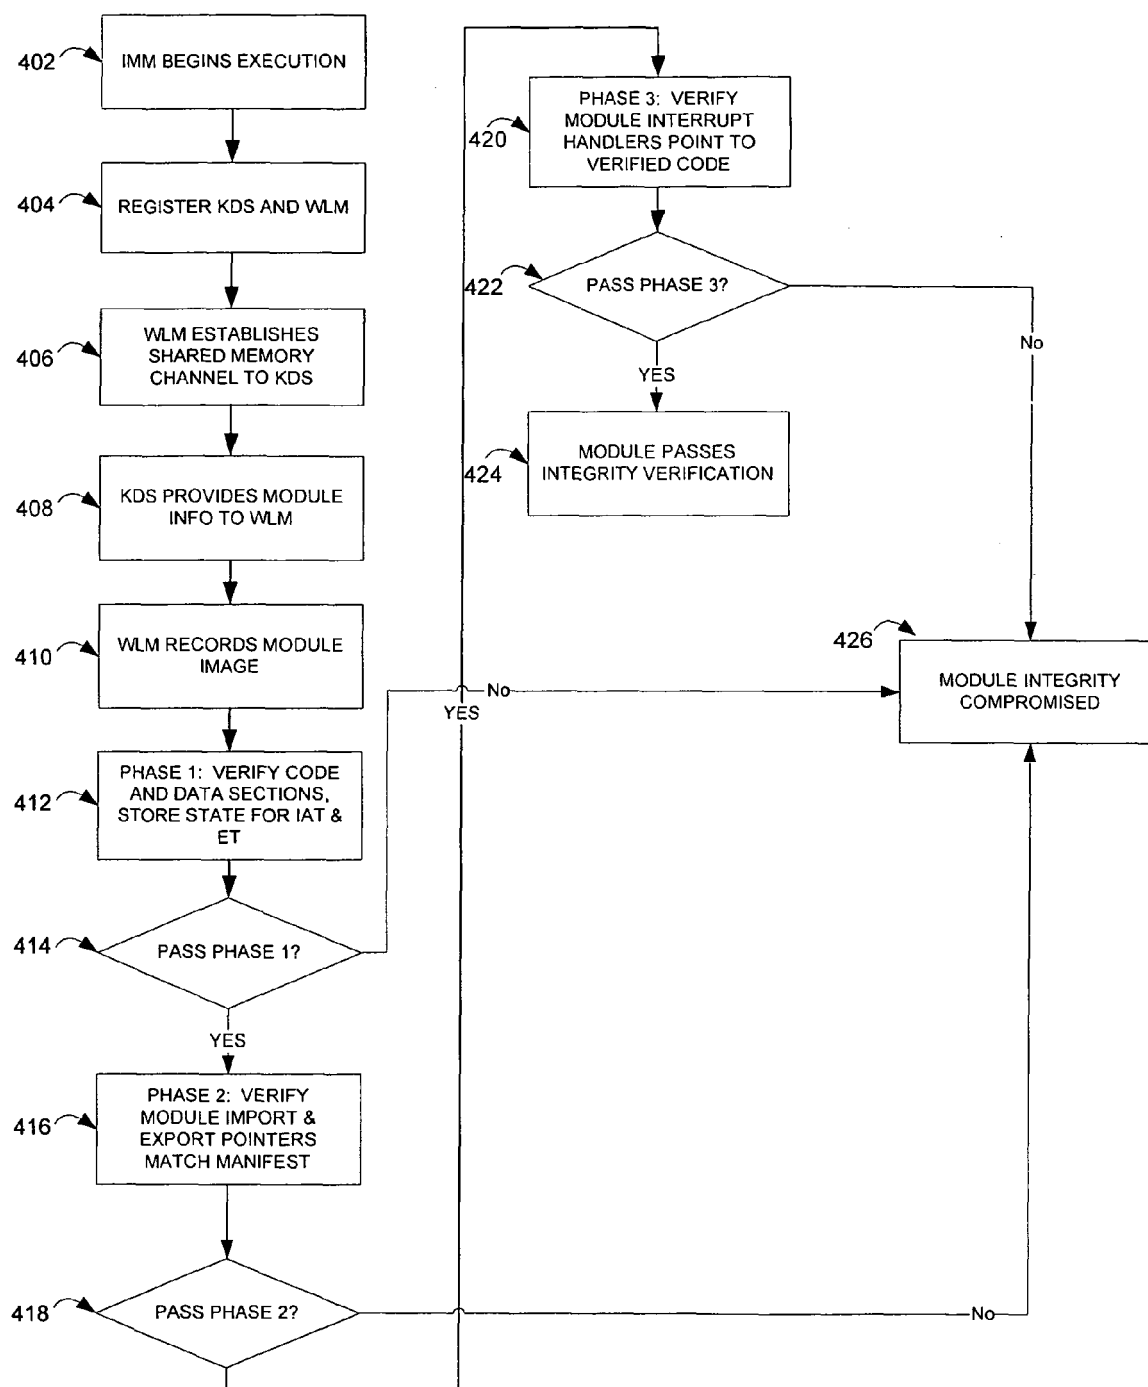 402
IMM BEGINS EXECUTION
404
REGISTER KDS AND WLM
406
WLM ESTABLISHES
SHARED MEMORY
CHANNEL TO KDS
408
KDS PROVIDES MODULE
INFO TO WLM
410
WLM RECORDS MODULE
IMAGE
412
PHASE 1: VERIFY CODE
AND DATA SECTIONS,
STORE STATE FOR IAT &
ET
414
PASS PHASE 1?
No
YES
416
PHASE 2: VERIFY
MODULE IMPORT &
EXPORT POINTERS
MATCH MANIFEST
418
PASS PHASE 2?
No
YES
420
PHASE 3: VERIFY
MODULE INTERRUPT
HANDLERS POINT TO
VERIFIED CODE
422
PASS PHASE 3?
No
YES
424
MODULE PASSES
INTEGRITY VERIFICATION
426
MODULE INTEGRITY
COMPROMISED